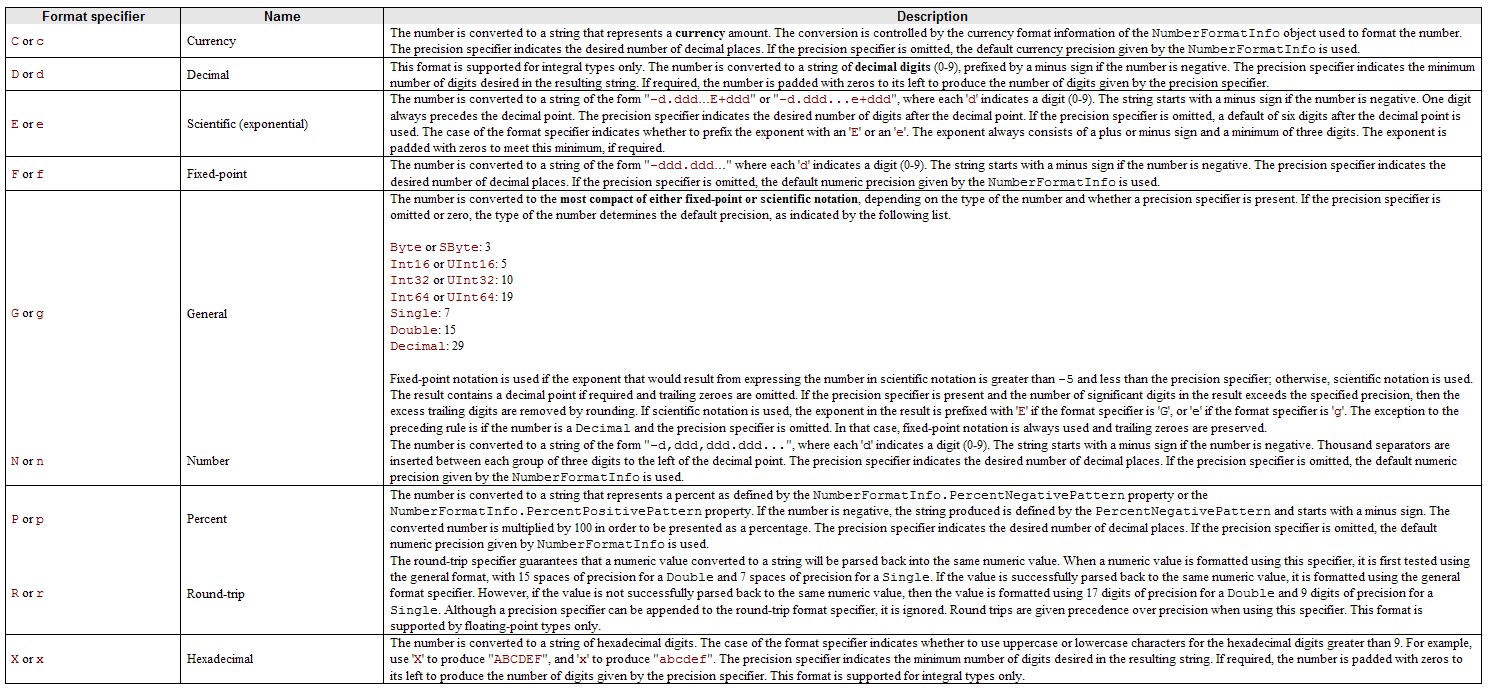 Format specifier Name Description
C or c Currency The number is converted to a string that represents a currency amount. The conversion is controlled by the currency format information of the NumberFormatInfo object used to format the number.
The precision specifier indicates the desired number of decimal places. If the precision specifier is omitted, the default currency precision given by the NumberFormatInfo is used.
D or d Decimal This format is supported for integral types only. The number is converted to a string of decimal digits (0-9), prefixed by a minus sign if the number is negative. The precision specifier indicates the minimum
number of digits desired in the resulting string. If required, the number is padded with zeros to its left to produce the number of digits given by the precision specifier.
E or e Scientific (exponential) The number is converted to a string of the form "-d.ddd...E+ddd" or "-d.ddd...e+ddd", where each 'd' indicates a digit (0-9). The string starts with a minus sign if the number is negative. One digit
always precedes the decimal point. The precision specifier indicates the desired number of digits after the decimal point. If the precision specifier is omitted, a default of six digits after the decimal point is
used. The case of the format specifier indicates whether to prefix the exponent with an 'E' or an 'e'. The exponent always consists of a plus or minus sign and a minimum of three digits. The exponent is
padded with zeros to meet this minimum, if required.
F or f Fixed-point The number is converted to a string of the form "-ddd.ddd..." where each 'd' indicates a digit (0-9). The string starts with a minus sign if the number is negative. The precision specifier indicates the
desired number of decimal places. If the precision specifier is omitted, the default numeric precision given by the NumberFormatInfo is used.
G or g General The number is converted to the most compact of either fixed-point or scientific notation, depending on the type of the number and whether a precision specifier is present. If the precision specifier is
omitted or zero, the type of the number determines the default precision, as indicated by the following list.
Byte or SByte: 3
Int16 or UInt16: 5
Int32 or UInt32: 10
Int64 or UInt64: 19
Single: 7
Double: 15
Decimal: 29
Fixed-point notation is used if the exponent that would result from expressing the number in scientific notation is greater than -5 and less than the precision specifier; otherwise, scientific notation is used.
The result contains a decimal point if required and trailing zeroes are omitted. If the precision specifier is present and the number of significant digits in the result exceeds the specified precision, then the
excess trailing digits are removed by rounding. If scientific notation is used, the exponent in the result is prefixed with 'E' if the format specifier is 'G', or 'e' if the format specifier is 'g'. The exception to the
preceding rule is if the number is a Decimal and the precision specifier is omitted. In that case, fixed-point notation is always used and trailing zeroes are preserved.
N or n Number The number is converted to a string of the form "-d,ddd,ddd.ddd...", where each 'd' indicates a digit (0-9). The string starts with a minus sign if the number is negative. Thousand separators are
inserted between each group of three digits to the left of the decimal point. The precision specifier indicates the desired number of decimal places. If the precision specifier is omitted, the default numeric
precision given by the NumberFormatInfo is used.
P or p Percent The number is converted to a string that represents a percent as defined by the NumberFormatInfo.PercentNegativePattern property or the
NumberFormatInfo.PercentPositivePattern property. If the number is negative, the string produced is defined by the PercentNegativePattern and starts with a minus sign. The
converted number is multiplied by 100 in order to be presented as a percentage. The precision specifier indicates the desired number of decimal places. If the precision specifier is omitted, the default
numeric precision given by NumberFormatInfo is used.
R or r Round-trip The round-trip specifier guarantees that a numeric value converted to a string will be parsed back into the same numeric value. When a numeric value is formatted using this specifier, it is first tested using
the general format, with 15 spaces of precision for a Double and 7 spaces of precision for a Single. If the value is successfully parsed back to the same numeric value, it is formatted using the general
format specifier. However, if the value is not successfully parsed back to the same numeric value, then the value is formatted using 17 digits of precision for a Double and 9 digits of precision for a
Single. Although a precision specifier can be appended to the round-trip format specifier, it is ignored. Round trips are given precedence over precision when using this specifier. This format is
supported by floating-point types only.
X or x Hexadecimal The number is converted to a string of hexadecimal digits. The case of the format specifier indicates whether to use uppercase or lowercase characters for the hexadecimal digits greater than 9. For example,
use 'X' to produce "ABCDEF", and 'x' to produce "abcdef". The precision specifier indicates the minimum number of digits desired in the resulting string. If required, the number is padded with zeros to
its left to produce the number of digits given by the precision specifier. This format is supported for integral types only.